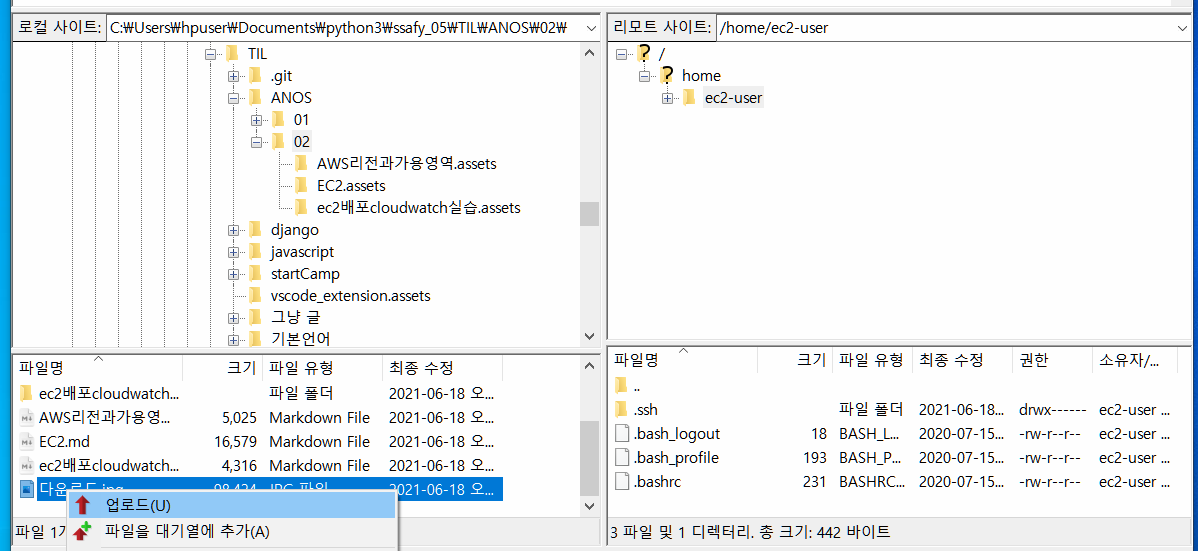 로컬 사이트: C:₩Users₩hpuser₩Documents₩python3₩ssafy_05₩TIL₩ANOS₩02₩
TIL
.git
ANOS
01
02
AWS리전과가용영역.assets
EC2.assets
ec2배포cloudwatch실습.assets
django
javascript
startCamp
vscode_extension.assets
그냥 글
기본언어
파일명 크기 파일 유형 최종 수정
ec2배포cloudwatch... 파일 폴더 2021-06-18 오...
AWS리전과가용영... 5,025 Markdown File 2021-06-18 오...
EC2.md 16,579 Markdown File 2021-06-18 오...
ec2배포cloudwatch... 4,316 Markdown File 2021-06-18 오...
다운로드.jpg 98,424 JPG 파일 2021-06-18 오...
파일 1
업로드(U)
파일을 대기열에 추가(A)
리모트 사이트: /home/ec2-user
/
home
ec2-user
파일명 크기 파일 유형 최종 수정 권한 소유자/...
..
.ssh 파일 폴더 2021-06-18... drwx------ ec2-user ...
.bash_logout 18 BASH_L... 2020-07-15... -rw-r--r-- ec2-user ...
.bash_profile 193 BASH_P... 2020-07-15... -rw-r--r-- ec2-user ...
.bashrc 231 BASHRC... 2020-07-15... -rw-r--r-- ec2-user ...
3 파일 및 1 디렉터리. 총 크기: 442 바이트